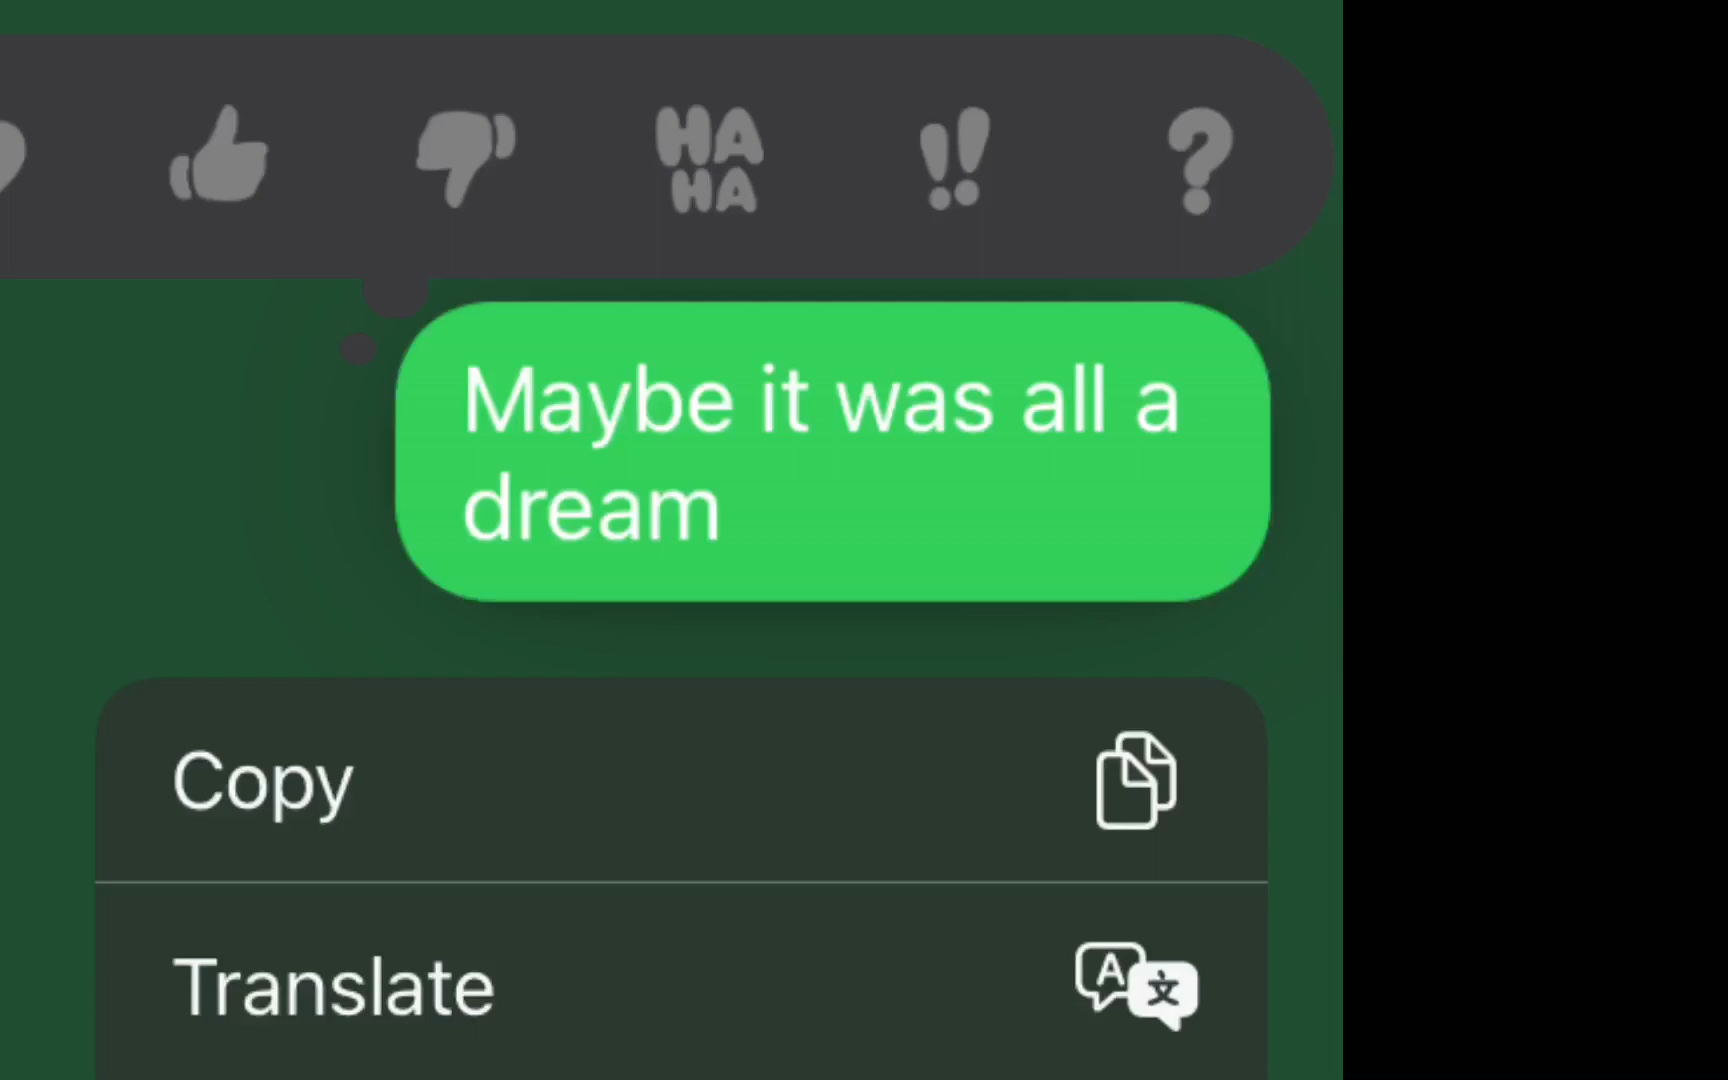 HA
HA
!!
?
Maybe it was all a
dream
Copy
Translate
A
文